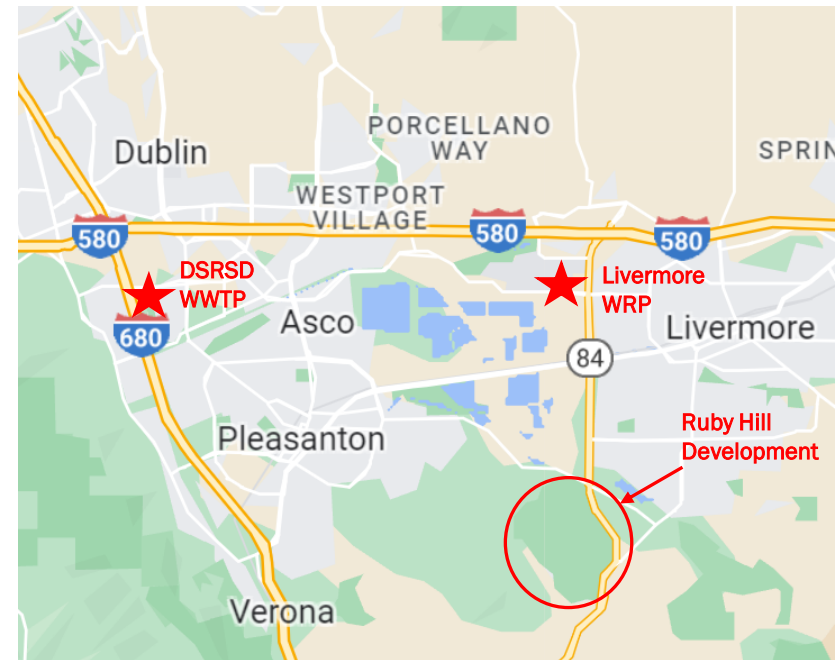 PORCELLANO
WAY
Dublin
SPRIN
WESTPORT
VILLAGE
580
580
580
DSRSD
WWTP
Livermore
WRP
680
Asco
Livermore
84
Ruby Hill
Development
Pleasanton
Verona